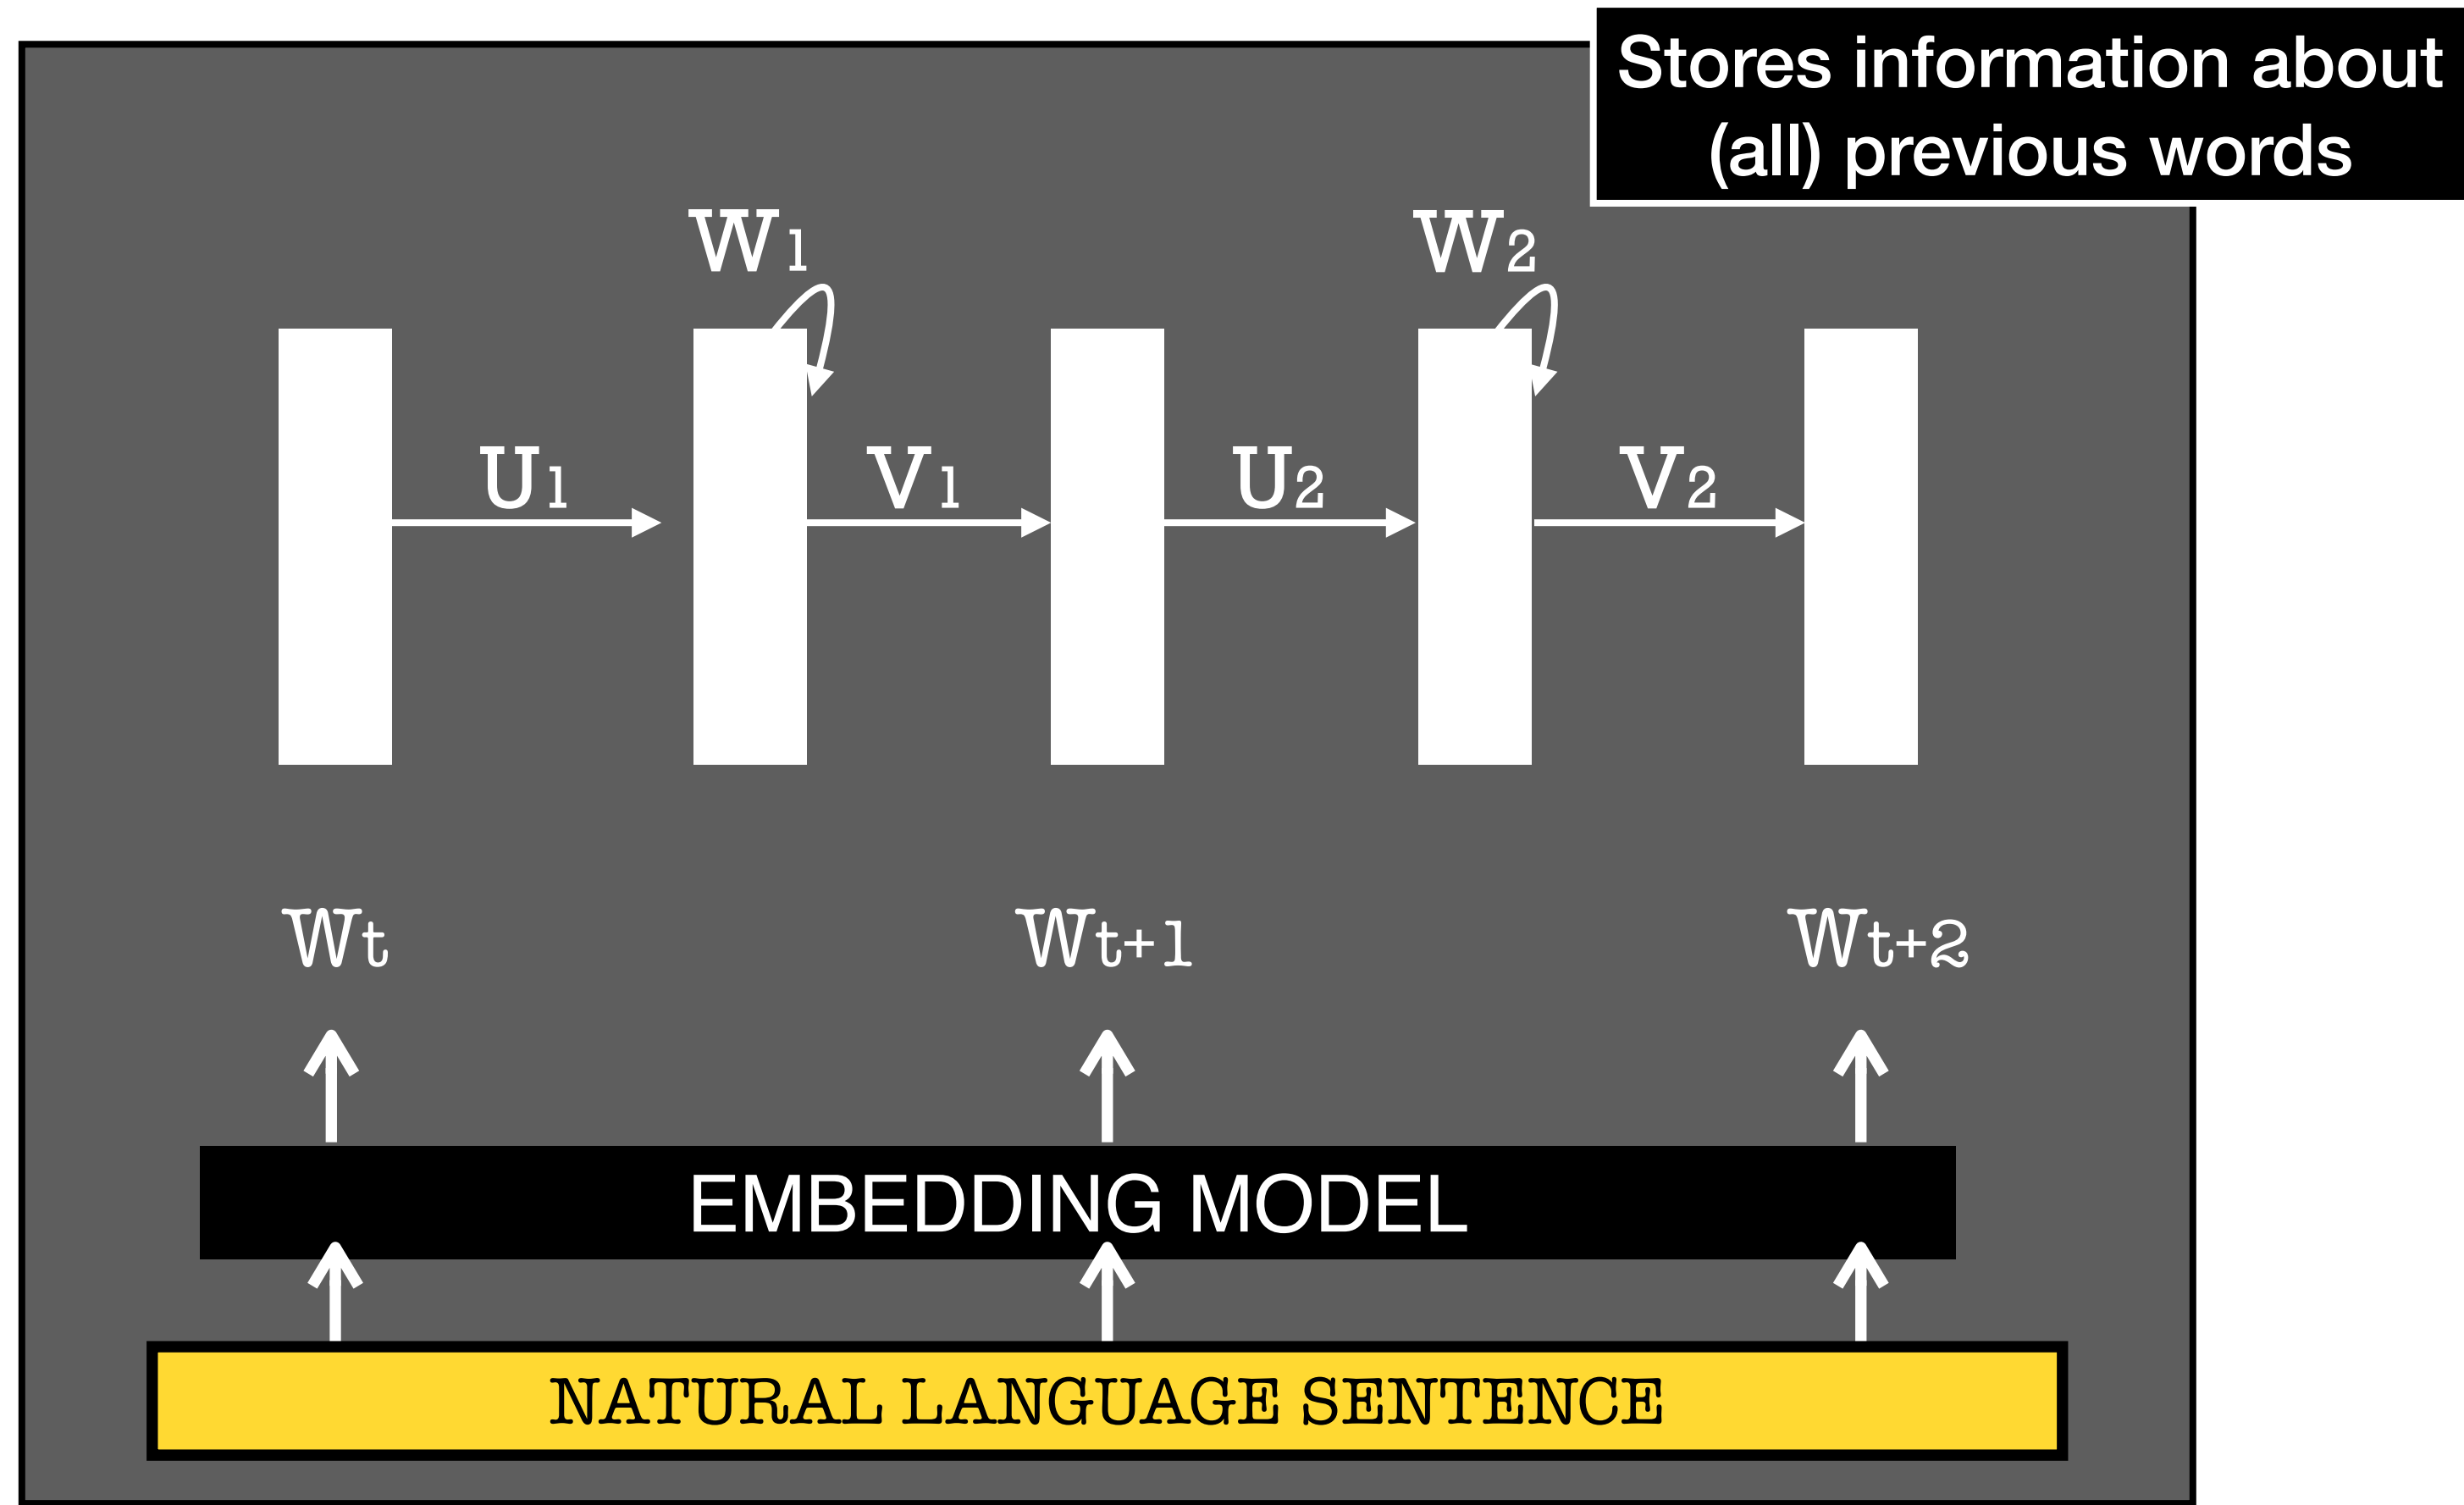 Stores information about
(all) previous words
W1 W2
U1 V1 U2 V2
Wt Wt+1 Wt+2
EMBEDDING MODEL
NATURAL LANGUAGE SENTENCE